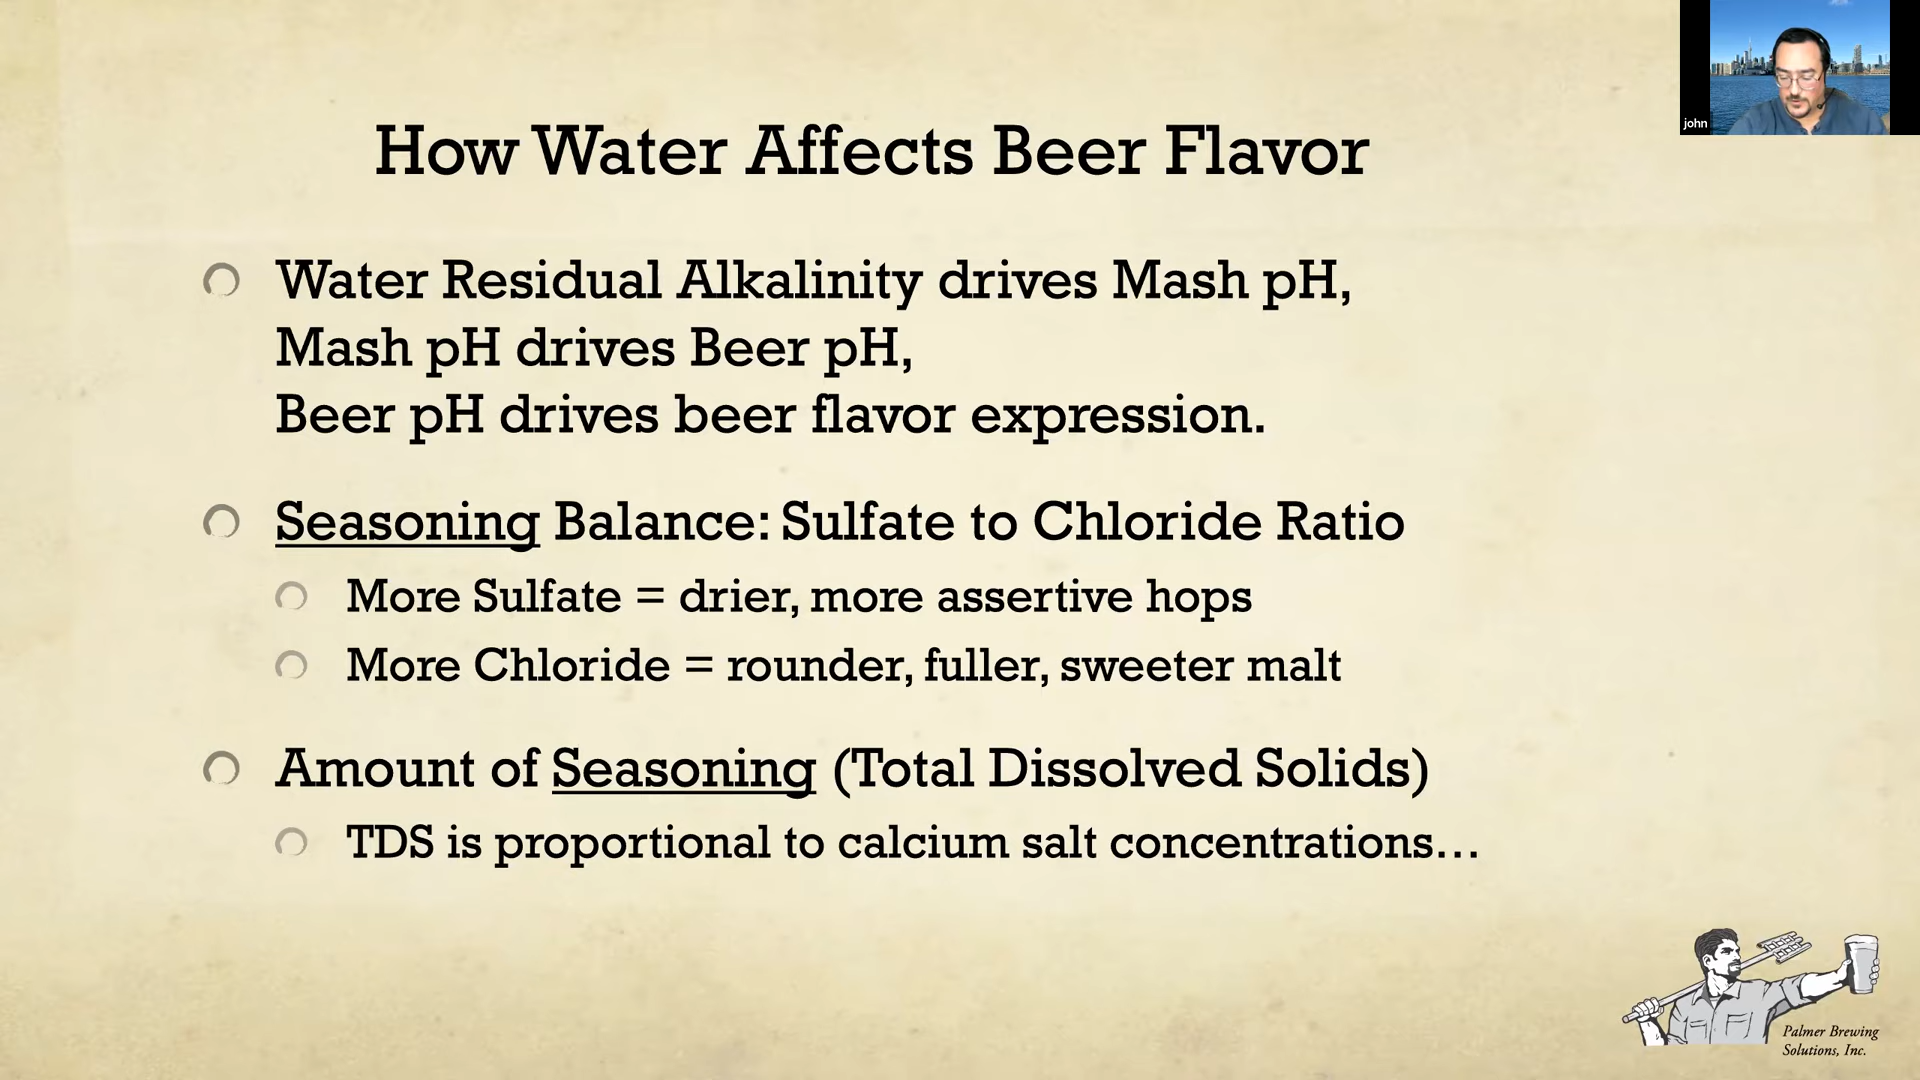 john
How Water Affects Beer Flavor
Water Residual Alkalinity drives Mash pH,
Mash pH drives Beer pH,
Beer pH drives beer flavor expression.
Seasoning Balance: Sulfate to Chloride Ratio
More Sulfate = drier, more assertive hops
More Chloride = rounder, fuller, sweeter malt
Amount of Seasoning (Total Dissolved Solids)
TDS is proportional to calcium salt concentrations…
Palmer Brewing
Solutions, Inc.